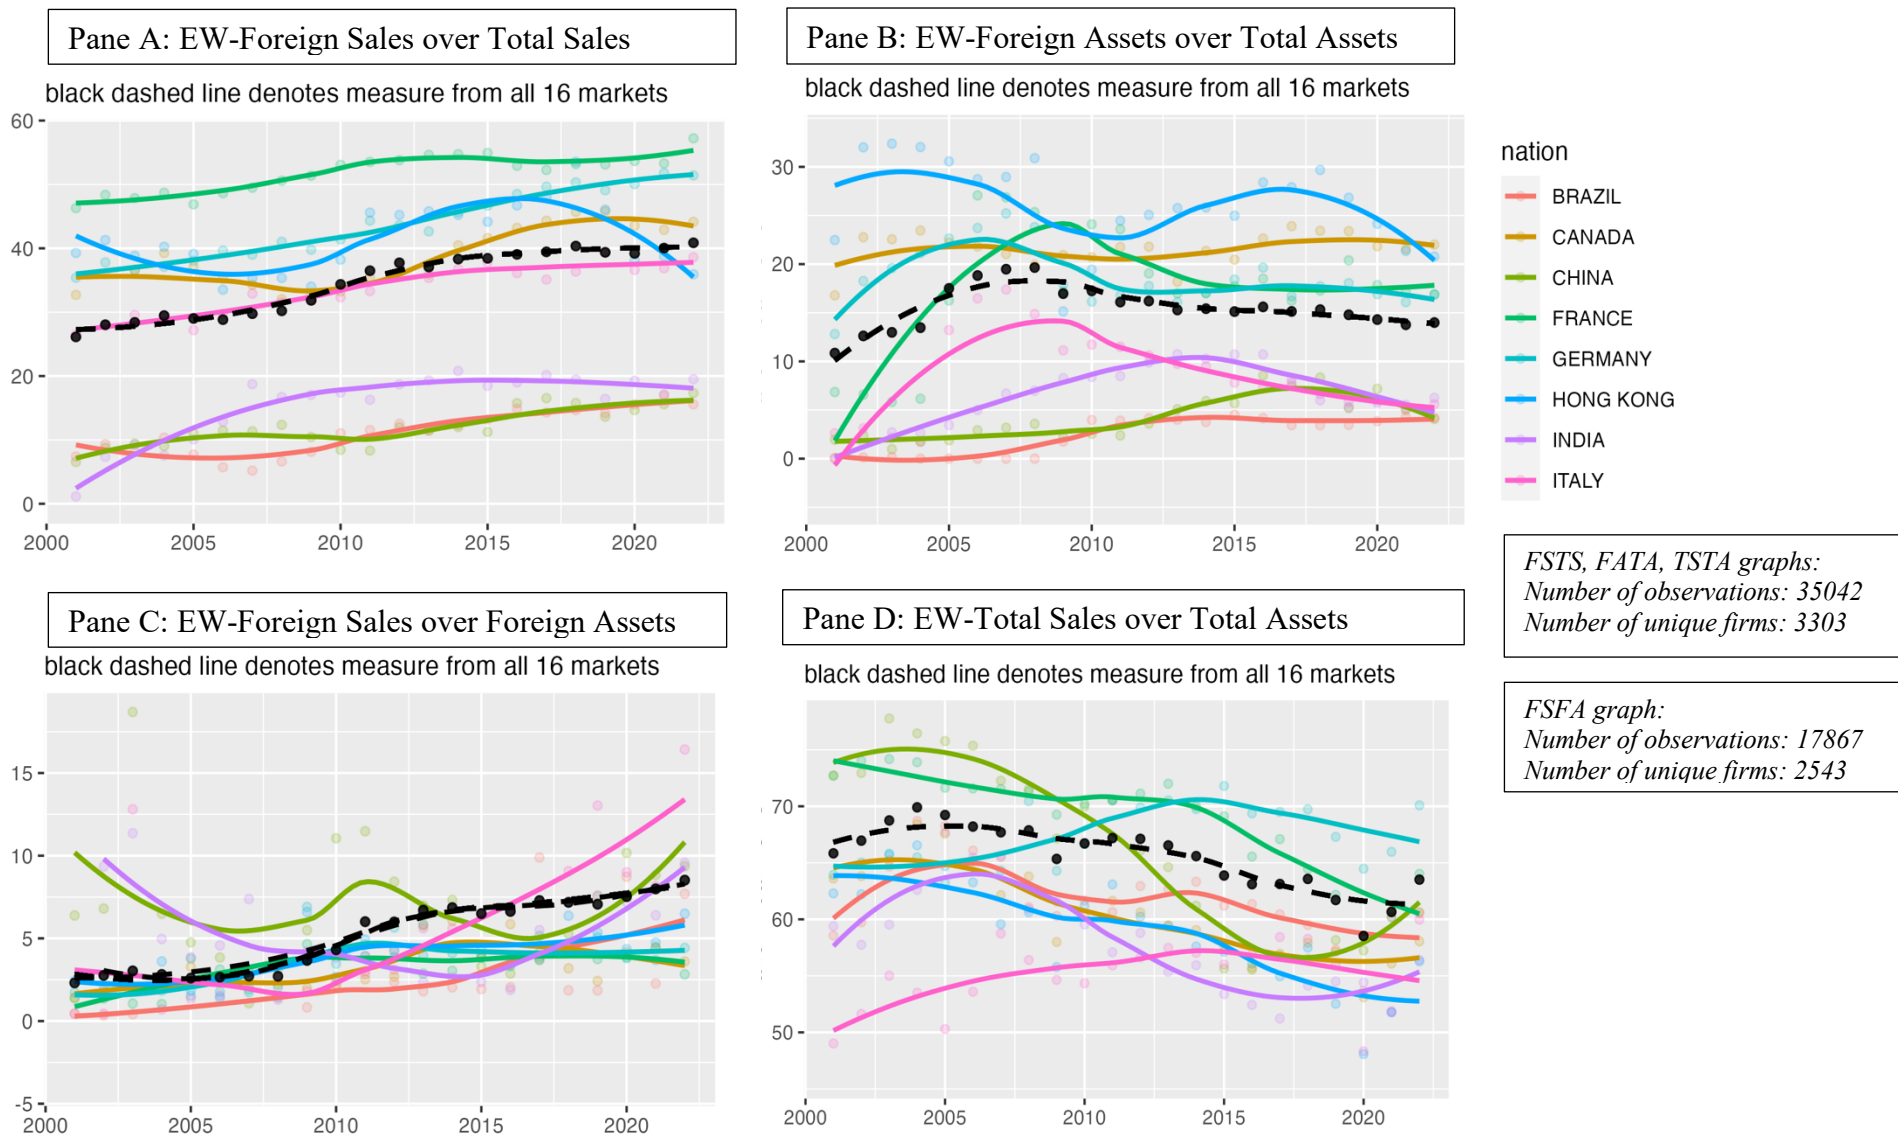 Pane A: EW-Foreign Sales over Total Sales
black dashed line denotes measure from all 16 markets
60
40
20
0
2000 2005 2010 2015 2020
Pane B: EW-Foreign Assets over Total Assets
black dashed line denotes measure from all 16 markets
30
20
10
0
2000 2005 2010 2015 2020
nation
BRAZIL
CANADA
CHINA
FRANCE
GERMANY
HONG KONG
INDIA
ITALY
FSTS, FATA, TSTA graphs:
Number of observations: 35042
Number of unique firms: 3303
Pane C: EW-Foreign Sales over Foreign Assets
black dashed line denotes measure from all 16 markets
15
10
5
0
-5
2000 2005 2010 2015 2020
Pane D: EW-Total Sales over Total Assets
black dashed line denotes measure from all 16 markets
70
60
50
2000 2005 2010 2015 2020
FSFA graph:
Number of observations: 17867
Number of unique firms: 2543